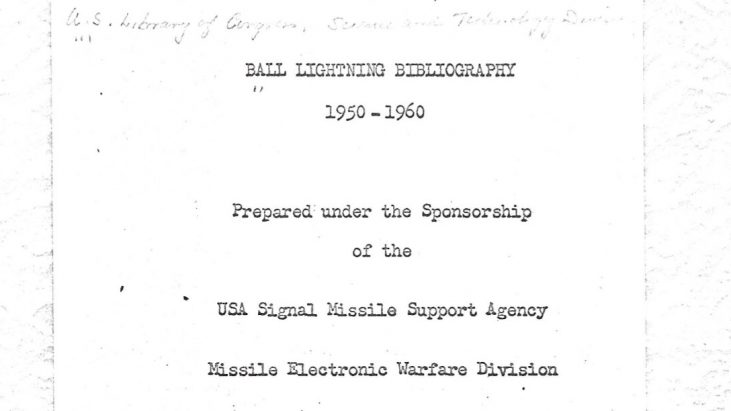 U.S. Library of Congress, Science and Technology Division
BALL LIGHTNING BIBLIOGRAPHY
1950-1960
Prepared under the Sponsorship
of the
USA Signal Missile Support Agency
Missile Electronic Warfare Division